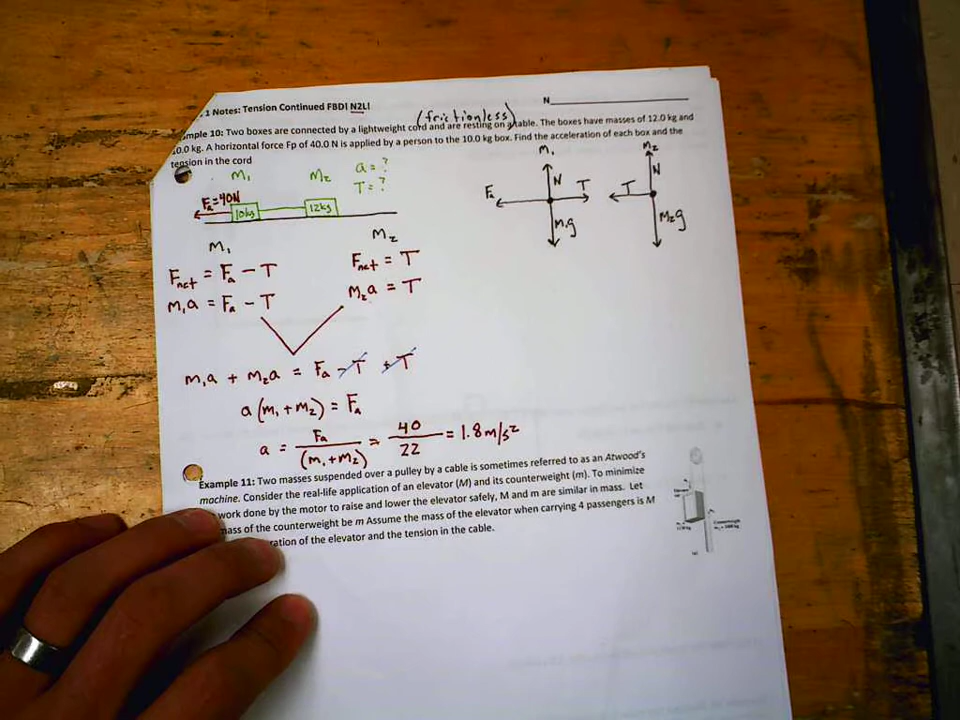 1 Notes: Tension Continued FBD! N2L!
N
(frictionless)
Example 10: Two boxes are connected by a lightweight cord and are resting on a table. The boxes have masses of 12.0 kg and
10.0 kg. A horizontal force Fp of 40.0 N is applied by a person to the 10.0 kg box. Find the acceleration of each box and the
tension in the cord
M₁ M₂ a = ?
T = ?
Fₐ=40N
10kg 12kg
M₁ M₂
Fₐ N T T N
M₁g M₂g
M₁ M₂
Fnet = Fₐ - T Fnet = T
M₁a = Fₐ - T M₂a = T
M₁a + M₂a = Fₐ - T + T
a (M₁ + M₂) = Fₐ
a = Fₐ/(M₁ + M₂) = 40/22 = 1.8 m/s²
Example 11: Two masses suspended over a pulley by a cable is sometimes referred to as an Atwood's
machine. Consider the real-life application of an elevator (M) and its counterweight (m). To minimize
work done by the motor to raise and lower the elevator safely, M and m are similar in mass. Let
mass of the counterweight be m Assume the mass of the elevator when carrying 4 passengers is M
ration of the elevator and the tension in the cable.